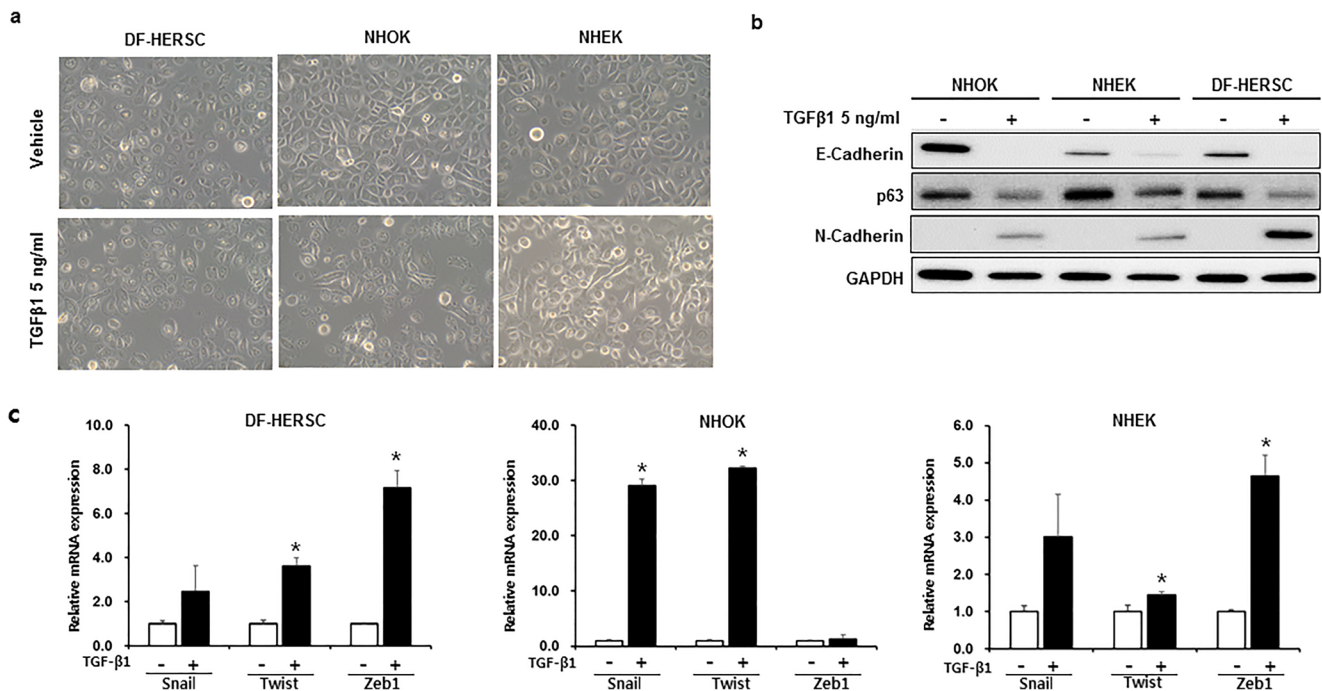 a
DF-HERSC NHOK NHEK
Vehicle
TGFβ1 5 ng/ml
b
NHOK NHEK DF-HERSC
TGFβ1 5 ng/ml - + - + - +
E-Cadherin
p63
N-Cadherin
GAPDH
c
DF-HERSC
Relative mRNA expression
10.0
8.0
6.0
4.0
2.0
0.0
* *
TGF-β1 - + - + - +
Snail Twist Zeb1
NHOK
Relative mRNA expression
40.0
30.0
20.0
10.0
0.0
* *
TGF-β1 - + - + - +
Snail Twist Zeb1
NHEK
Relative mRNA expression
6.0
5.0
4.0
3.0
2.0
1.0
0.0
* *
TGF-β1 - + - + - +
Snail Twist Zeb1